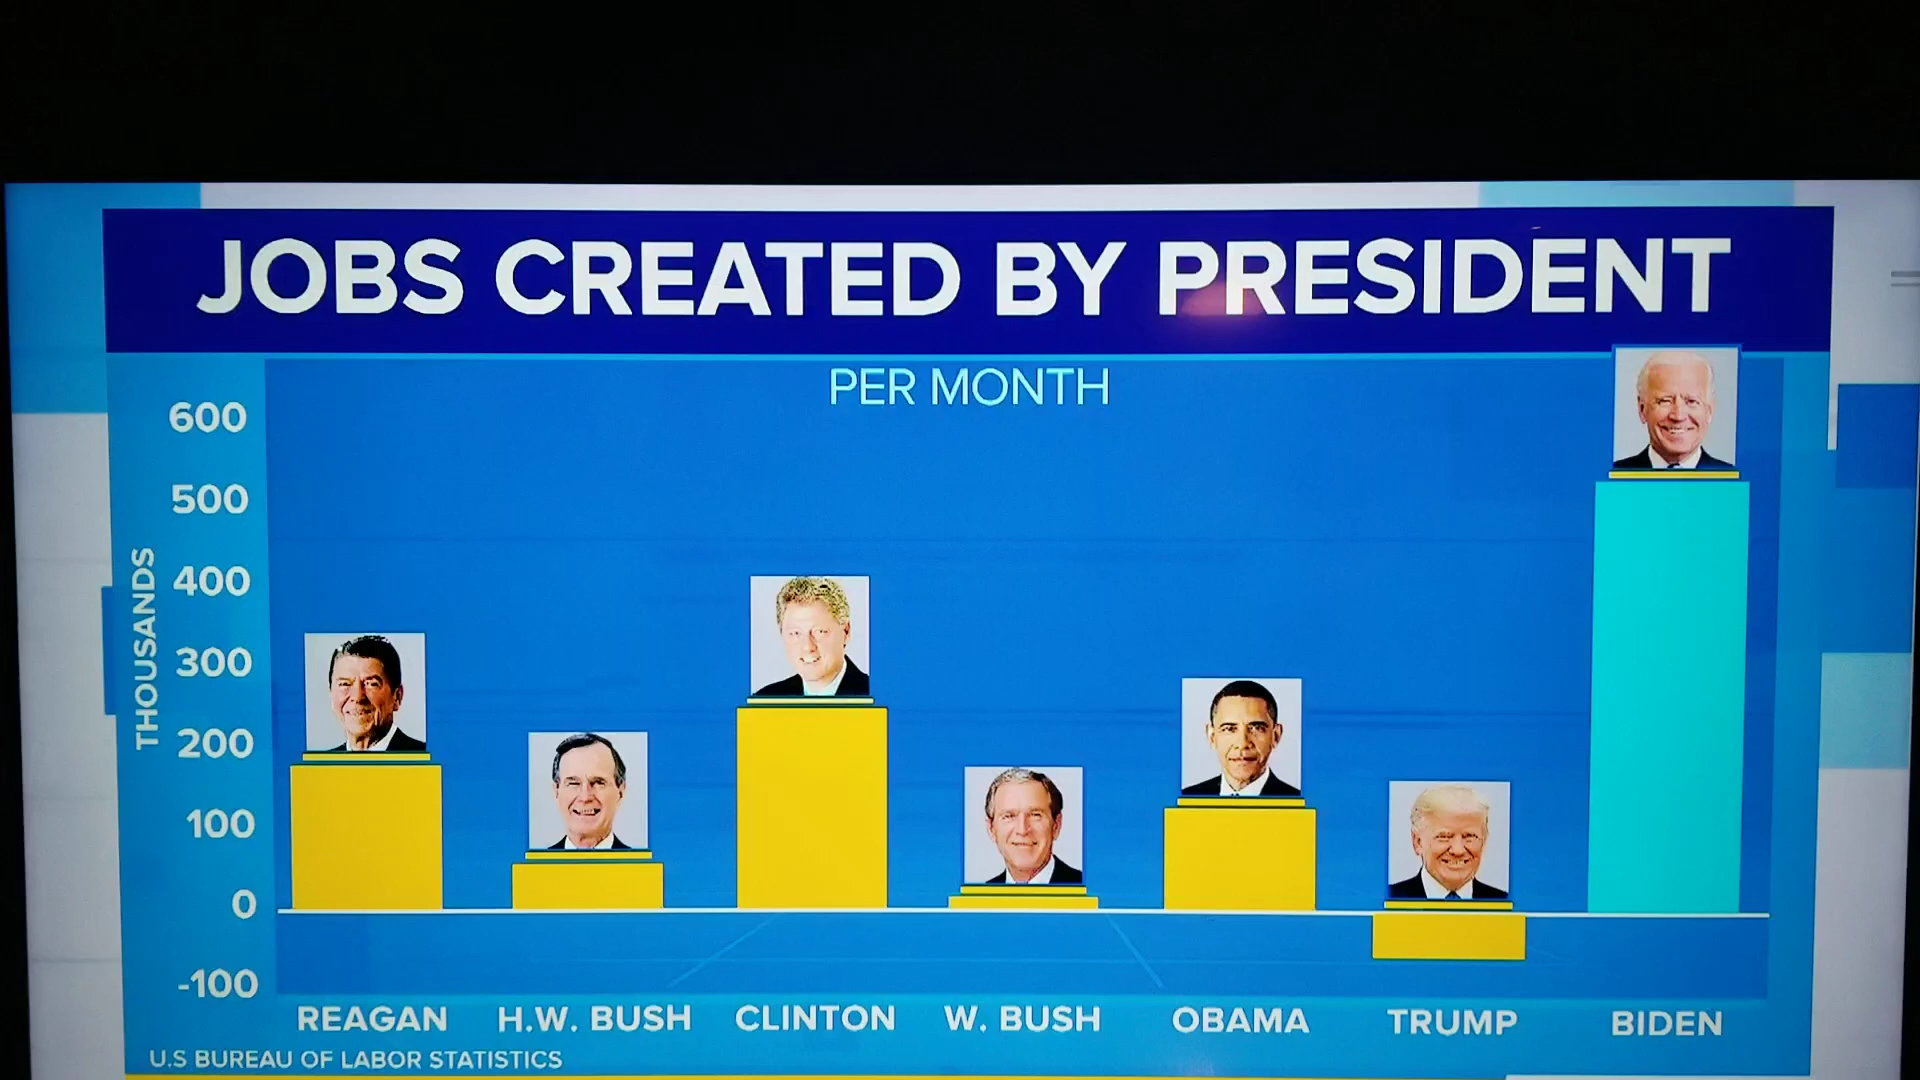 JOBS CREATED BY PRESIDENT
PER MONTH
THOUSANDS
600
500
400
300
200
100
0
-100
REAGAN
H.W. BUSH
CLINTON
W. BUSH
OBAMA
TRUMP
BIDEN
U.S BUREAU OF LABOR STATISTICS